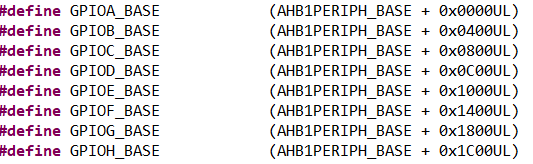 #define GPIOA_BASE (AHB1PERIPH_BASE + 0x0000UL)
#define GPIOB_BASE (AHB1PERIPH_BASE + 0x0400UL)
#define GPIOC_BASE (AHB1PERIPH_BASE + 0x0800UL)
#define GPIOD_BASE (AHB1PERIPH_BASE + 0x0C00UL)
#define GPIOE_BASE (AHB1PERIPH_BASE + 0x1000UL)
#define GPIOF_BASE (AHB1PERIPH_BASE + 0x1400UL)
#define GPIOG_BASE (AHB1PERIPH_BASE + 0x1800UL)
#define GPIOH_BASE (AHB1PERIPH_BASE + 0x1C00UL)